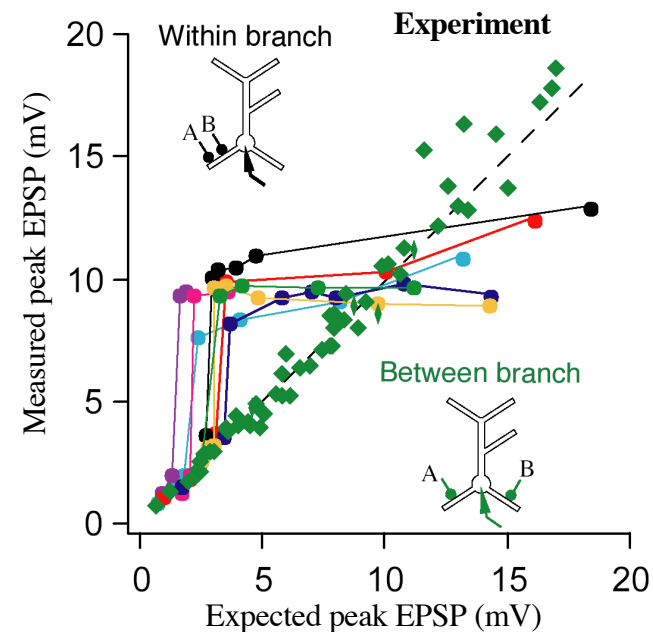 Experiment
Within branch
A
B
Between branch
A
B
Measured peak EPSP (mV)
20
15
10
5
0
0
5
10
15
20
Expected peak EPSP (mV)